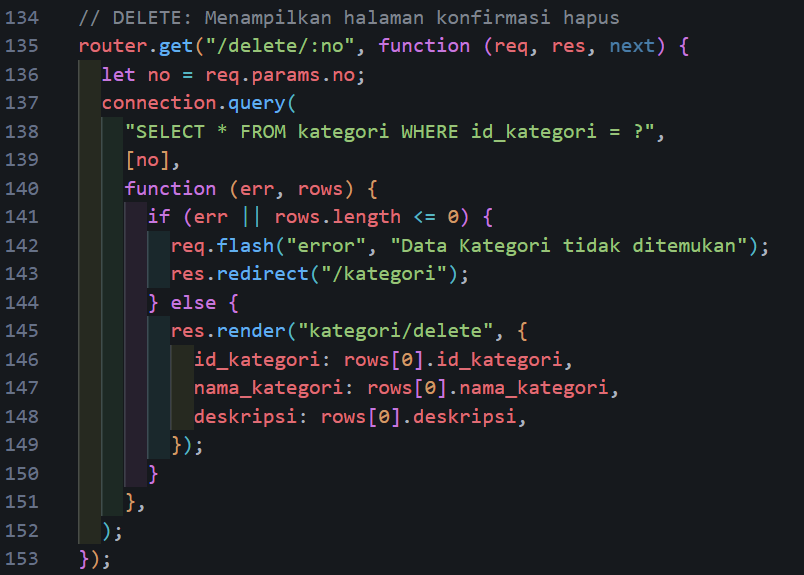 134 // DELETE: Menampilkan halaman konfirmasi hapus
135 router.get("/delete/:no", function (req, res, next) {
136   let no = req.params.no;
137   connection.query(
138     "SELECT * FROM kategori WHERE id_kategori = ?",
139     [no],
140     function (err, rows) {
141       if (err || rows.length <= 0) {
142         req.flash("error", "Data Kategori tidak ditemukan");
143         res.redirect("/kategori");
144       } else {
145         res.render("kategori/delete", {
146           id_kategori: rows[0].id_kategori,
147           nama_kategori: rows[0].nama_kategori,
148           deskripsi: rows[0].deskripsi,
149         });
150       }
151     },
152   );
153 });